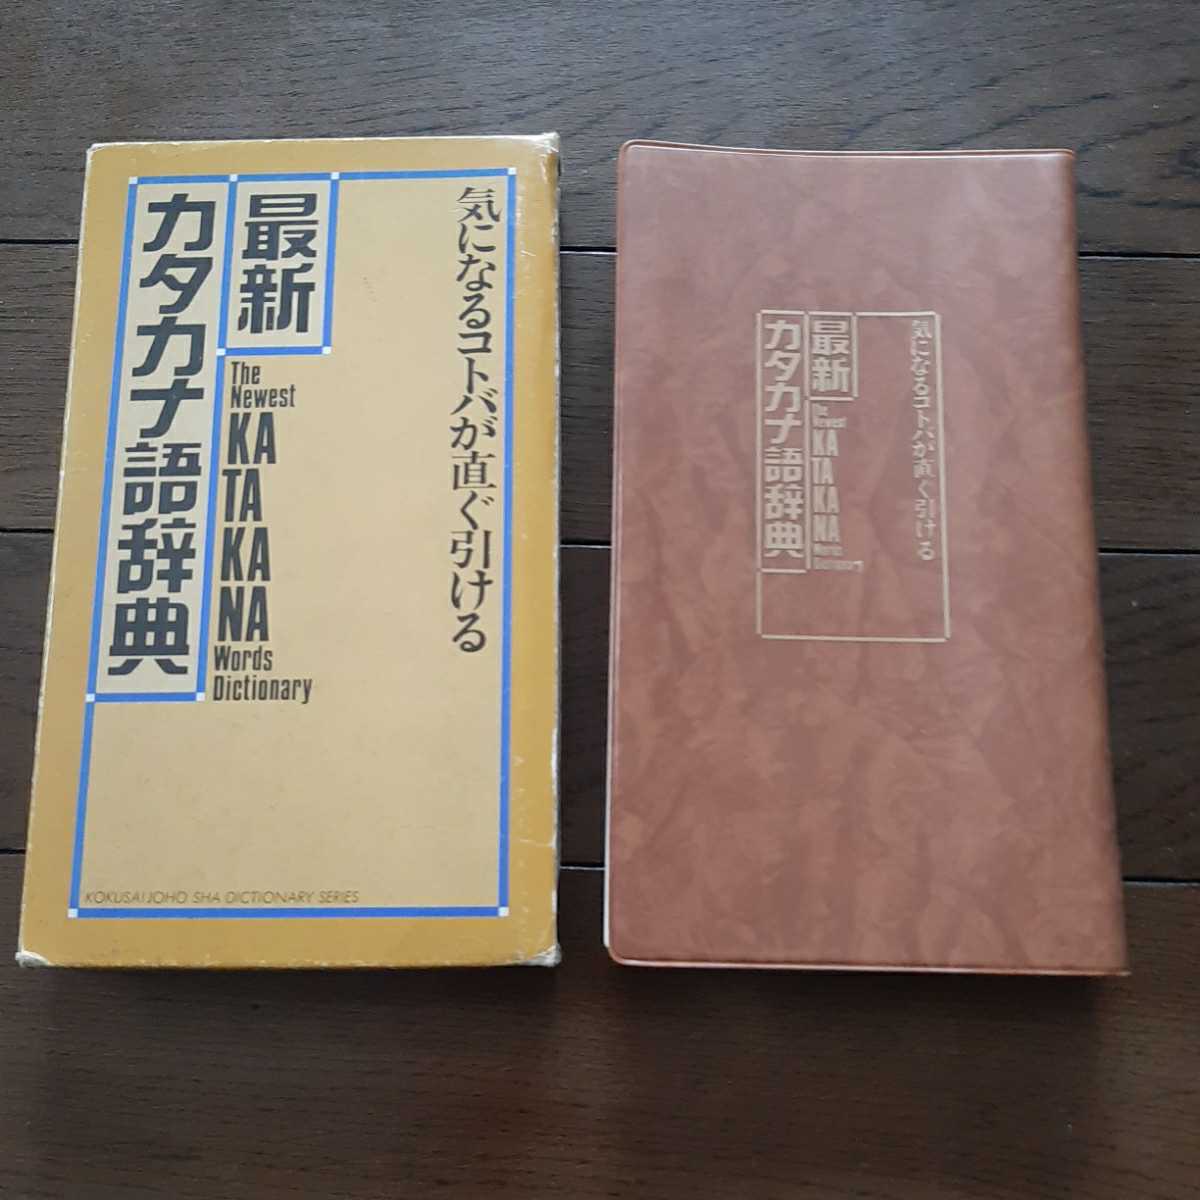 気になるコトバが直ぐ引ける
最新
カタカナ語辞典
The
Newest
KA
TA
KA
NA
Words
Dictionary
KOKUSAI JOHO SHA DICTIONARY SERIES
気になるコトバが直ぐ引ける
最新
カタカナ語辞典
The
Newest
KA
TA
KA
NA
Words
Dictionary